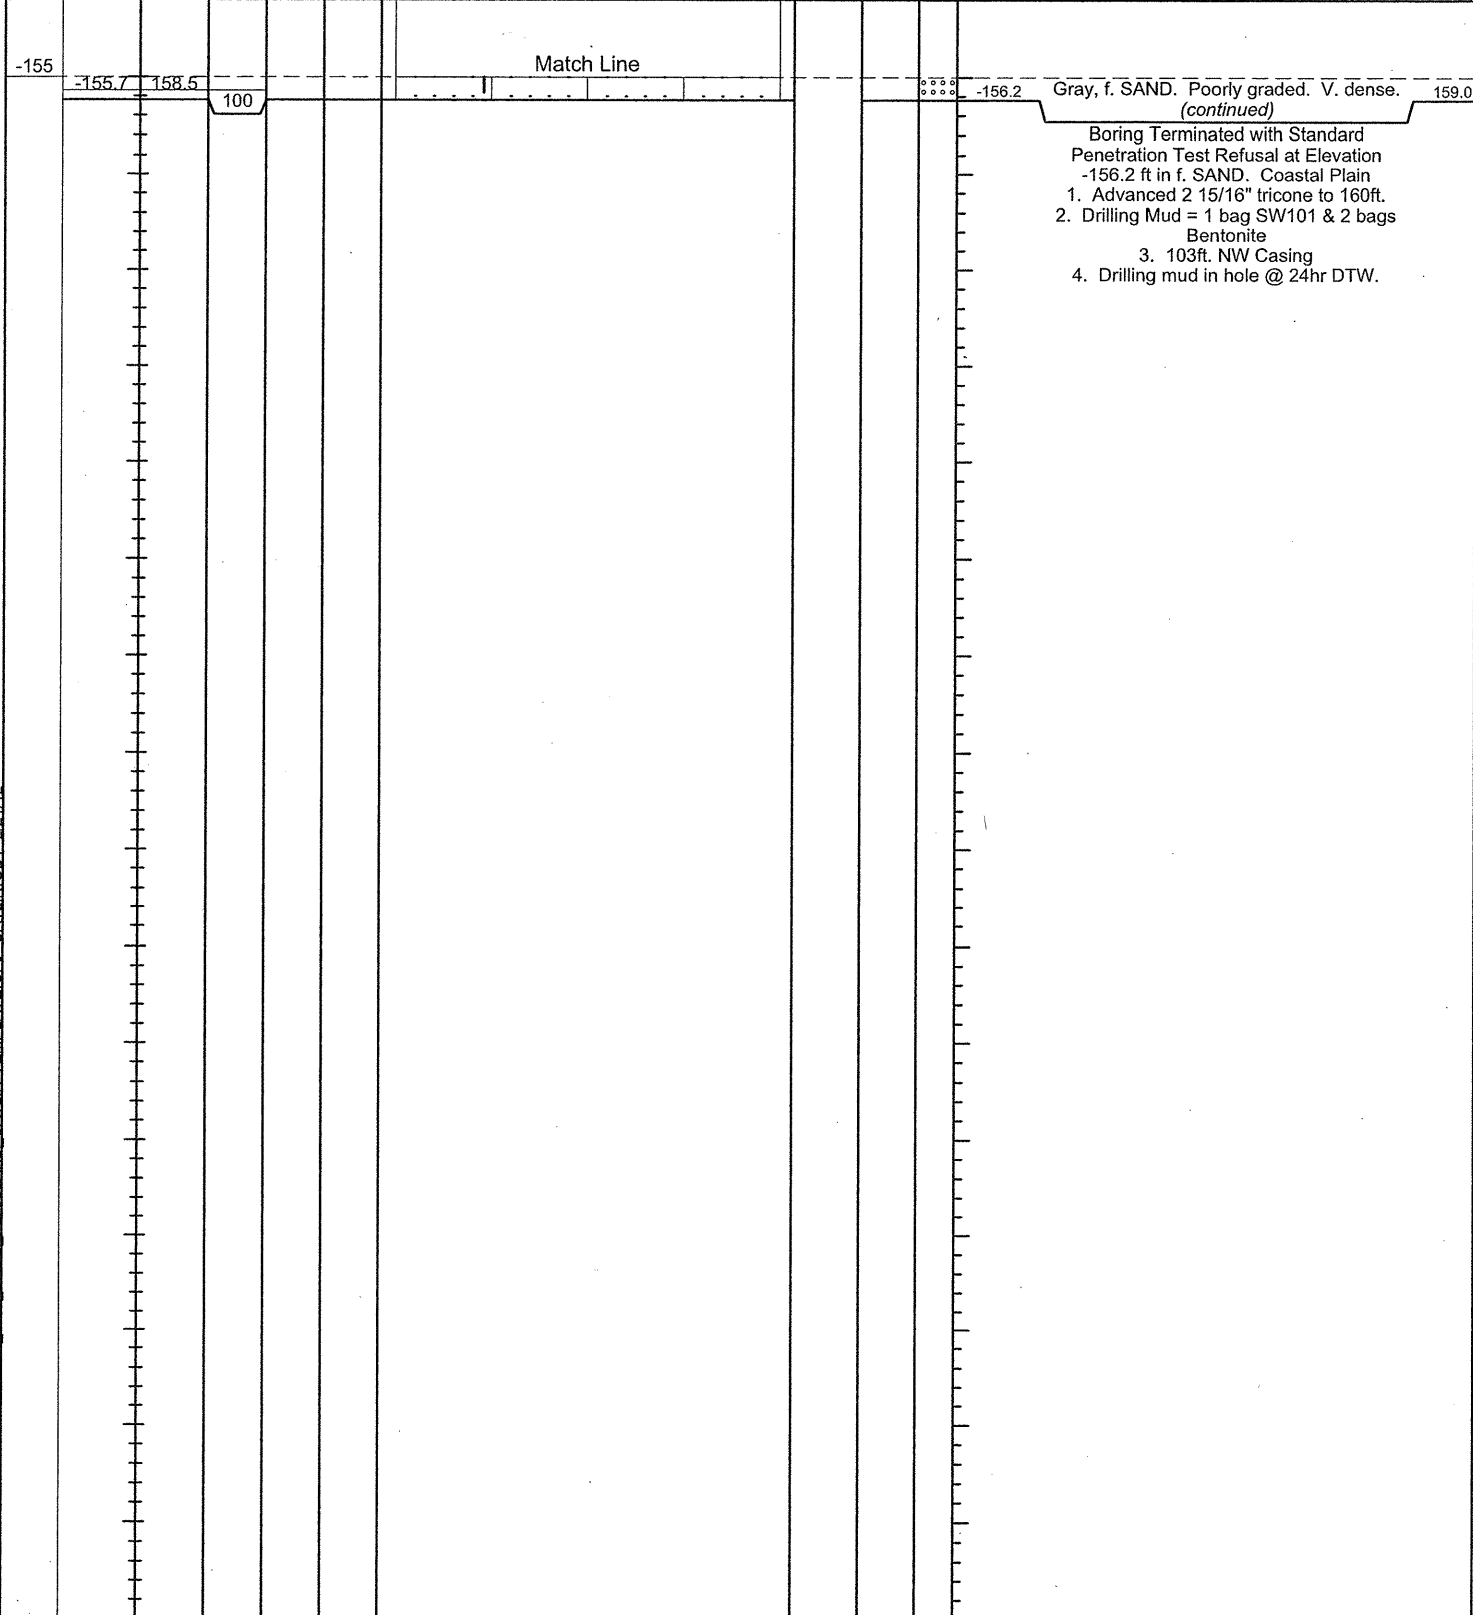 Match Line
-155
-155.7 158.5
100
-156.2 Gray, f. SAND. Poorly graded. V. dense. 159.0
(continued)
Boring Terminated with Standard
Penetration Test Refusal at Elevation
-156.2 ft in f. SAND. Coastal Plain
1. Advanced 2 15/16" tricone to 160ft.
2. Drilling Mud = 1 bag SW101 & 2 bags
Bentonite
3. 103ft. NW Casing
4. Drilling mud in hole @ 24hr DTW.